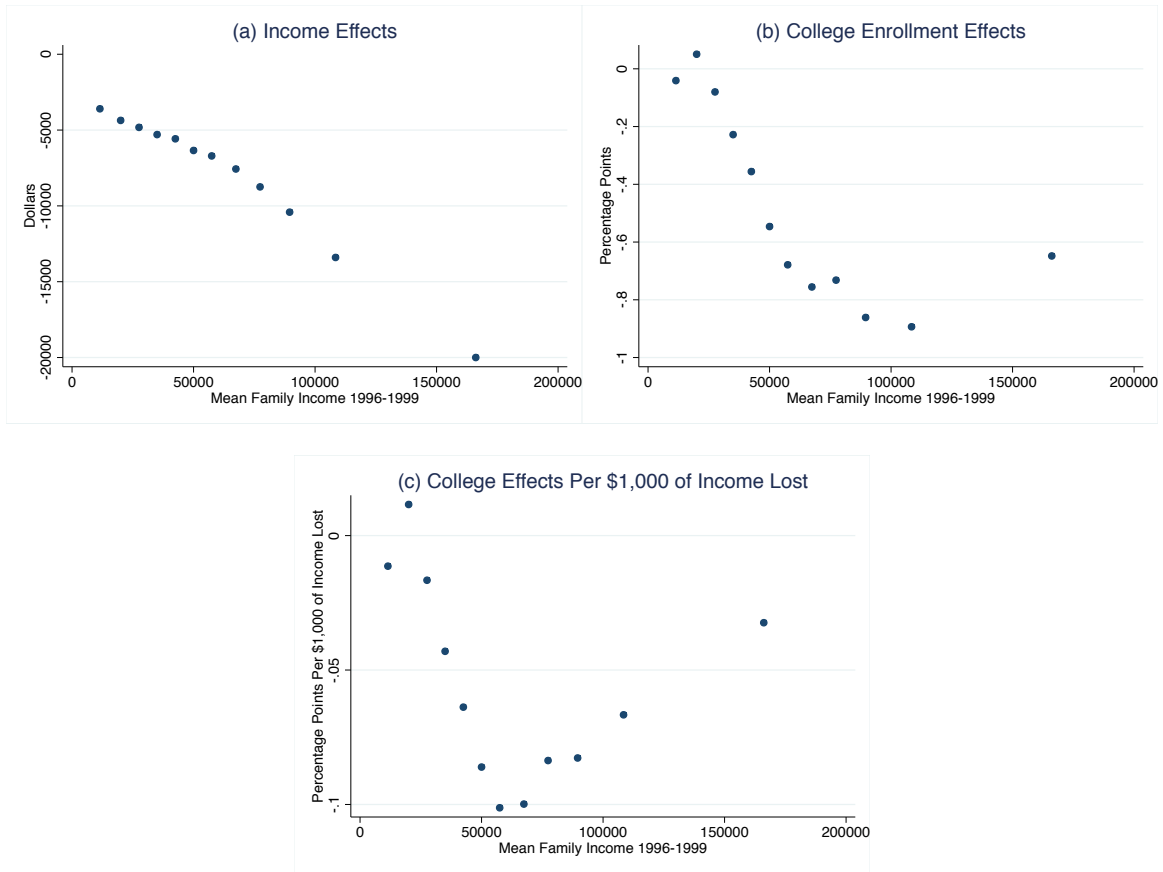 (a) Income Effects
Dollars
0
-5000
-10000
-15000
-20000
0 50000 100000 150000 200000
Mean Family Income 1996-1999
(b) College Enrollment Effects
Percentage Points
0
-.2
-.4
-.6
-.8
-1
0 50000 100000 150000 200000
Mean Family Income 1996-1999
(c) College Effects Per $1,000 of Income Lost
Percentage Points Per $1,000 of Income Lost
0
-.05
-.1
0 50000 100000 150000 200000
Mean Family Income 1996-1999